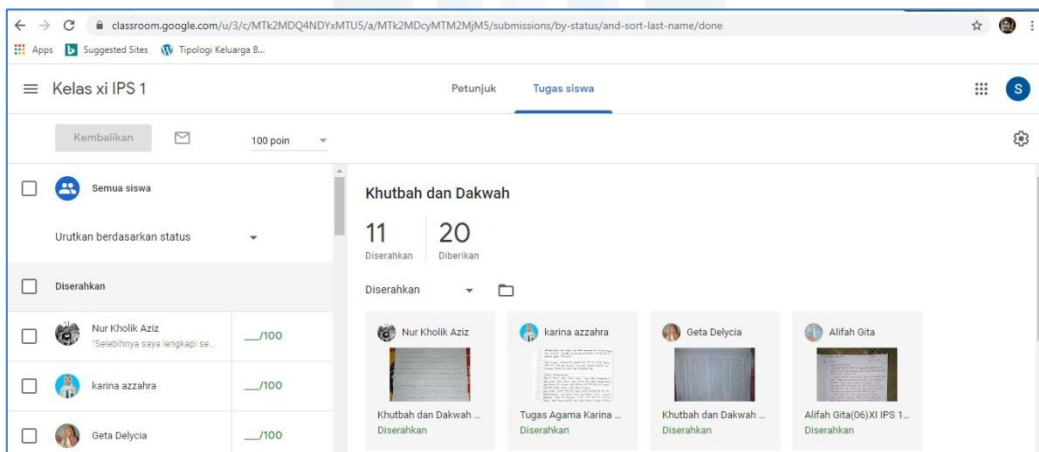 classroom.google.com/u/3/c/MTk2MDQ4NDYxMTU5/a/MTk2MDcyMTM2MjM5/submissions/by-status/and-sort-last-name/done
Apps Suggested Sites Tipologi Keluarga B...
Kelas xi IPS 1
Petunjuk Tugas siswa
S
Kembalikan
100 poin
Semua siswa
Urutkan berdasarkan status
Diserahkan
Nur Kholik Aziz
"Selebihnya saya lengkapi se...
__/100
karina azzahra
__/100
Geta Delycia
__/100
Khutbah dan Dakwah
11 20
Diserahkan Diberikan
Diserahkan
Nur Kholik Aziz
Khutbah dan Dakwah ...
Diserahkan
karina azzahra
Tugas Agama Karina ...
Diserahkan
Geta Delycia
Khutbah dan Dakwah ...
Diserahkan
Alifah Gita
Alifah Gita(06)XI IPS 1...
Diserahkan